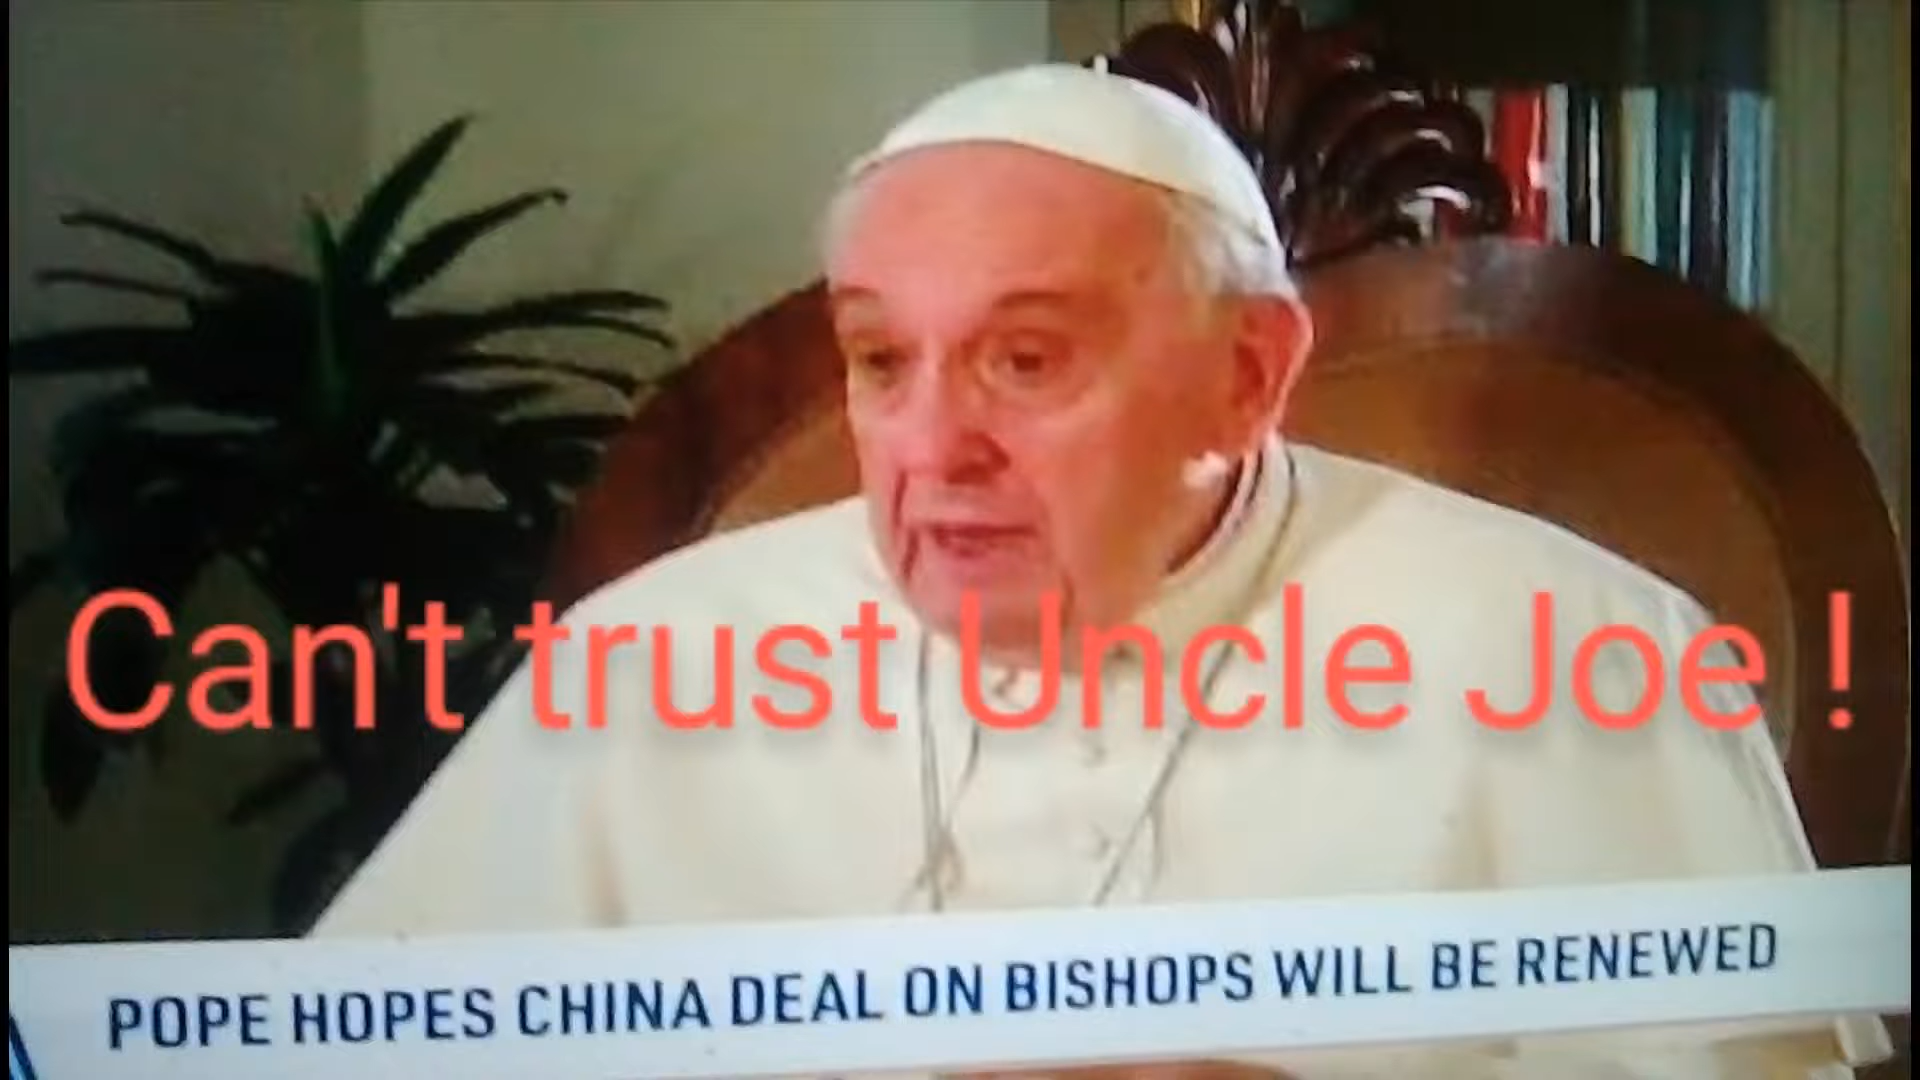 Can't trust Uncle Joe !
POPE HOPES CHINA DEAL ON BISHOPS WILL BE RENEWED